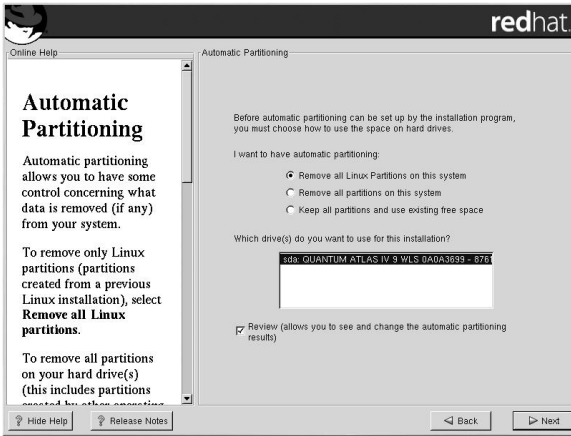 redhat.
Online Help
Automatic
Partitioning
Automatic partitioning
allows you to have some
control concerning what
data is removed (if any)
from your system.
To remove only Linux
partitions (partitions
created from a previous
Linux installation), select
Remove all Linux
partitions.
To remove all partitions
on your hard drive(s)
(this includes partitions
created by other operating
Automatic Partitioning
Before automatic partitioning can be set up by the installation program,
you must choose how to use the space on hard drives.
I want to have automatic partitioning:
Remove all Linux Partitions on this system
Remove all partitions on this system
Keep all partitions and use existing free space
Which drive(s) do you want to use for this installation?
sda: QUANTUM ATLAS IV 9 WLS 0A0A3699 - 8761
Review (allows you to see and change the automatic partitioning
results)
Hide Help
Release Notes
Back
Next